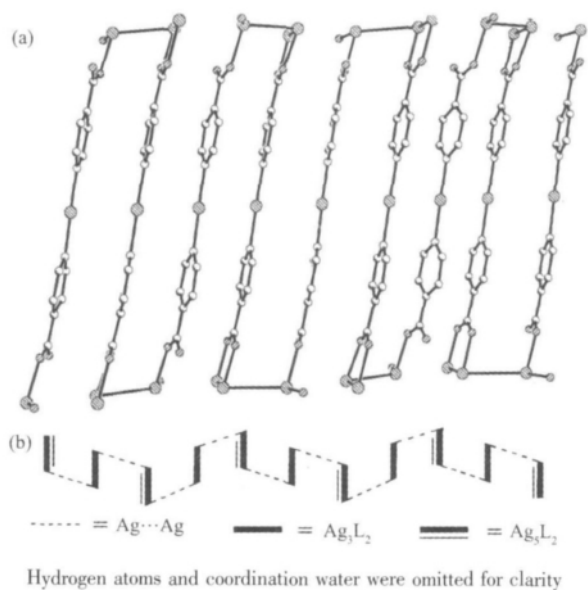 (a)
(b)
= Ag···Ag = Ag₃L₂ = Ag₅L₂
Hydrogen atoms and coordination water were omitted for clarity